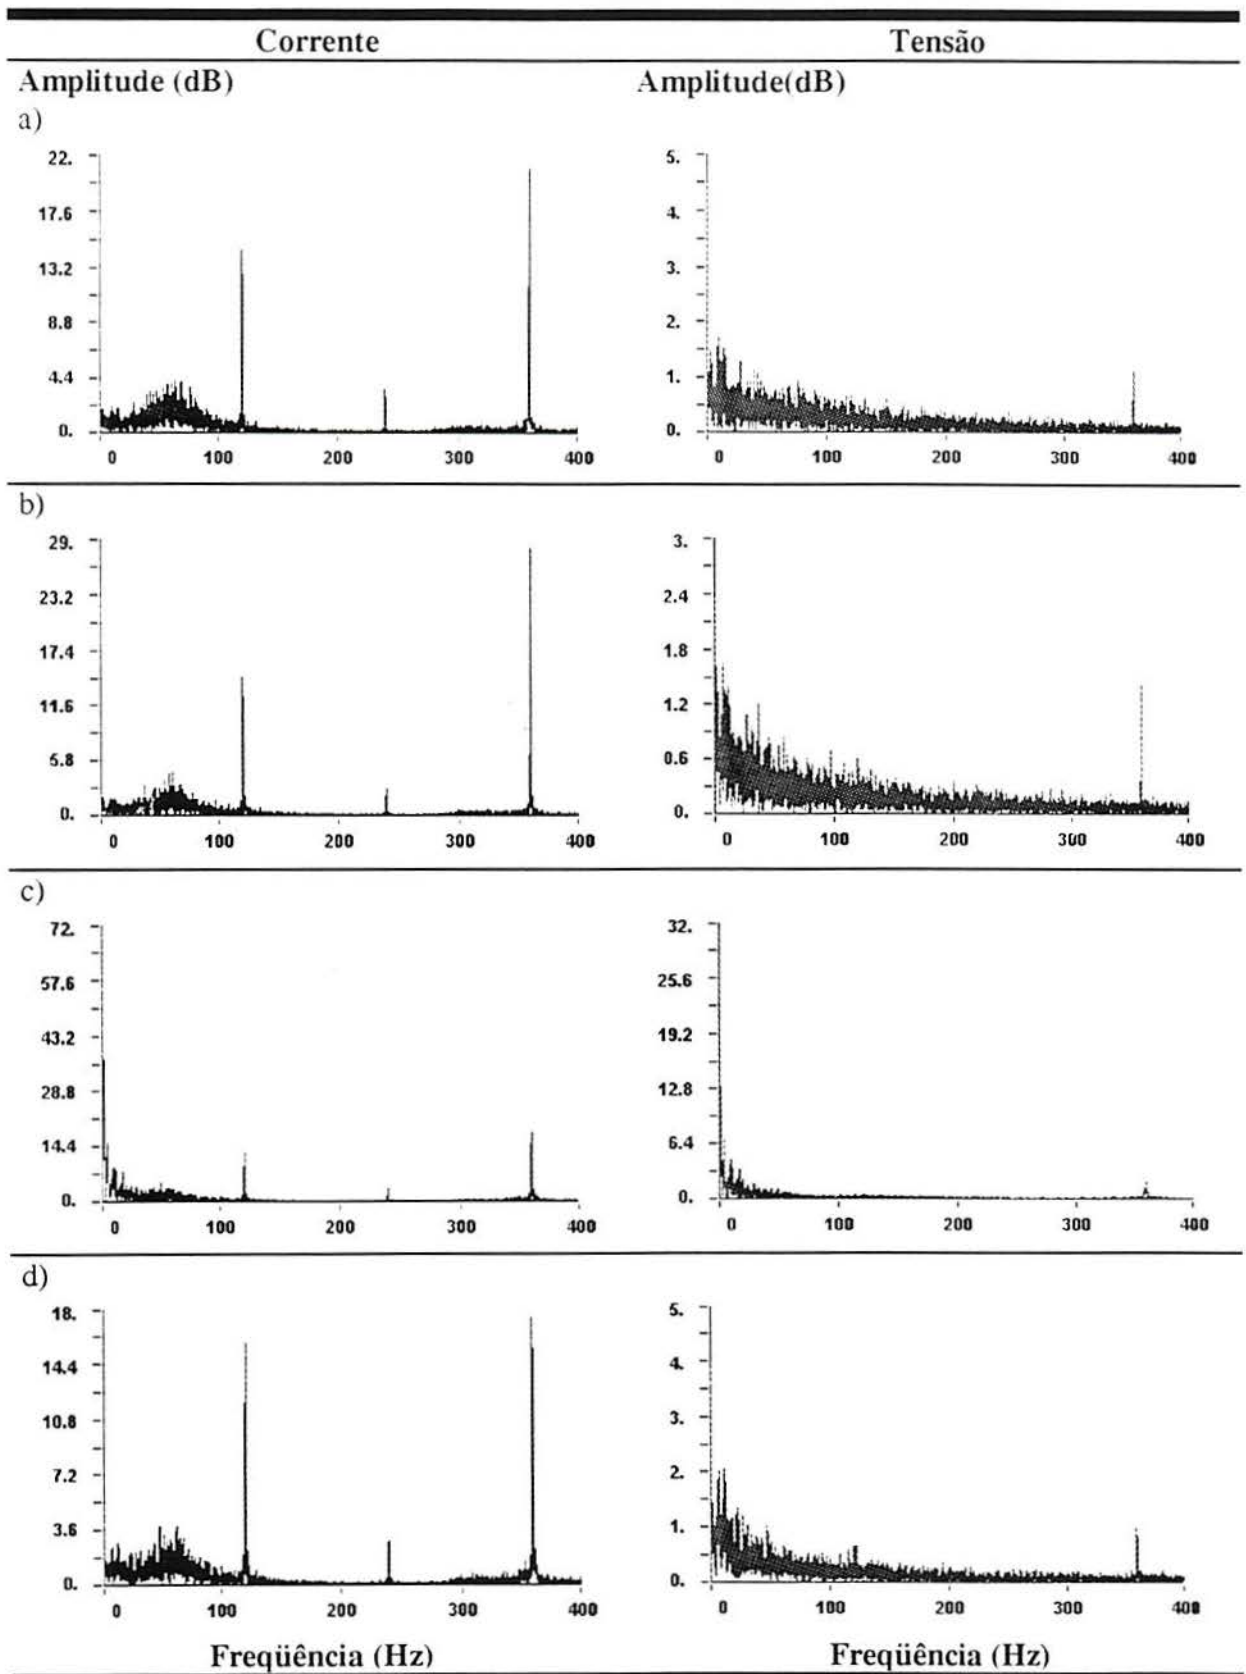 Corrente Tensão
Amplitude (dB) Amplitude(dB)
a)
22. 5.
17.6 4.
13.2 3.
8.8 2.
4.4 1.
0. 0.
0 100 200 300 400 0 100 200 300 400
b)
29. 3.
23.2 2.4
17.4 1.8
11.6 1.2
5.8 0.6
0. 0.
0 100 200 300 400 0 100 200 300 400
c)
72. 32.
57.6 25.6
43.2 19.2
28.8 12.8
14.4 6.4
0. 0.
0 100 200 300 400 0 100 200 300 400
d)
18. 5.
14.4 4.
10.8 3.
7.2 2.
3.6 1.
0. 0.
0 100 200 300 400 0 100 200 300 400
Freqüência (Hz) Freqüência (Hz)